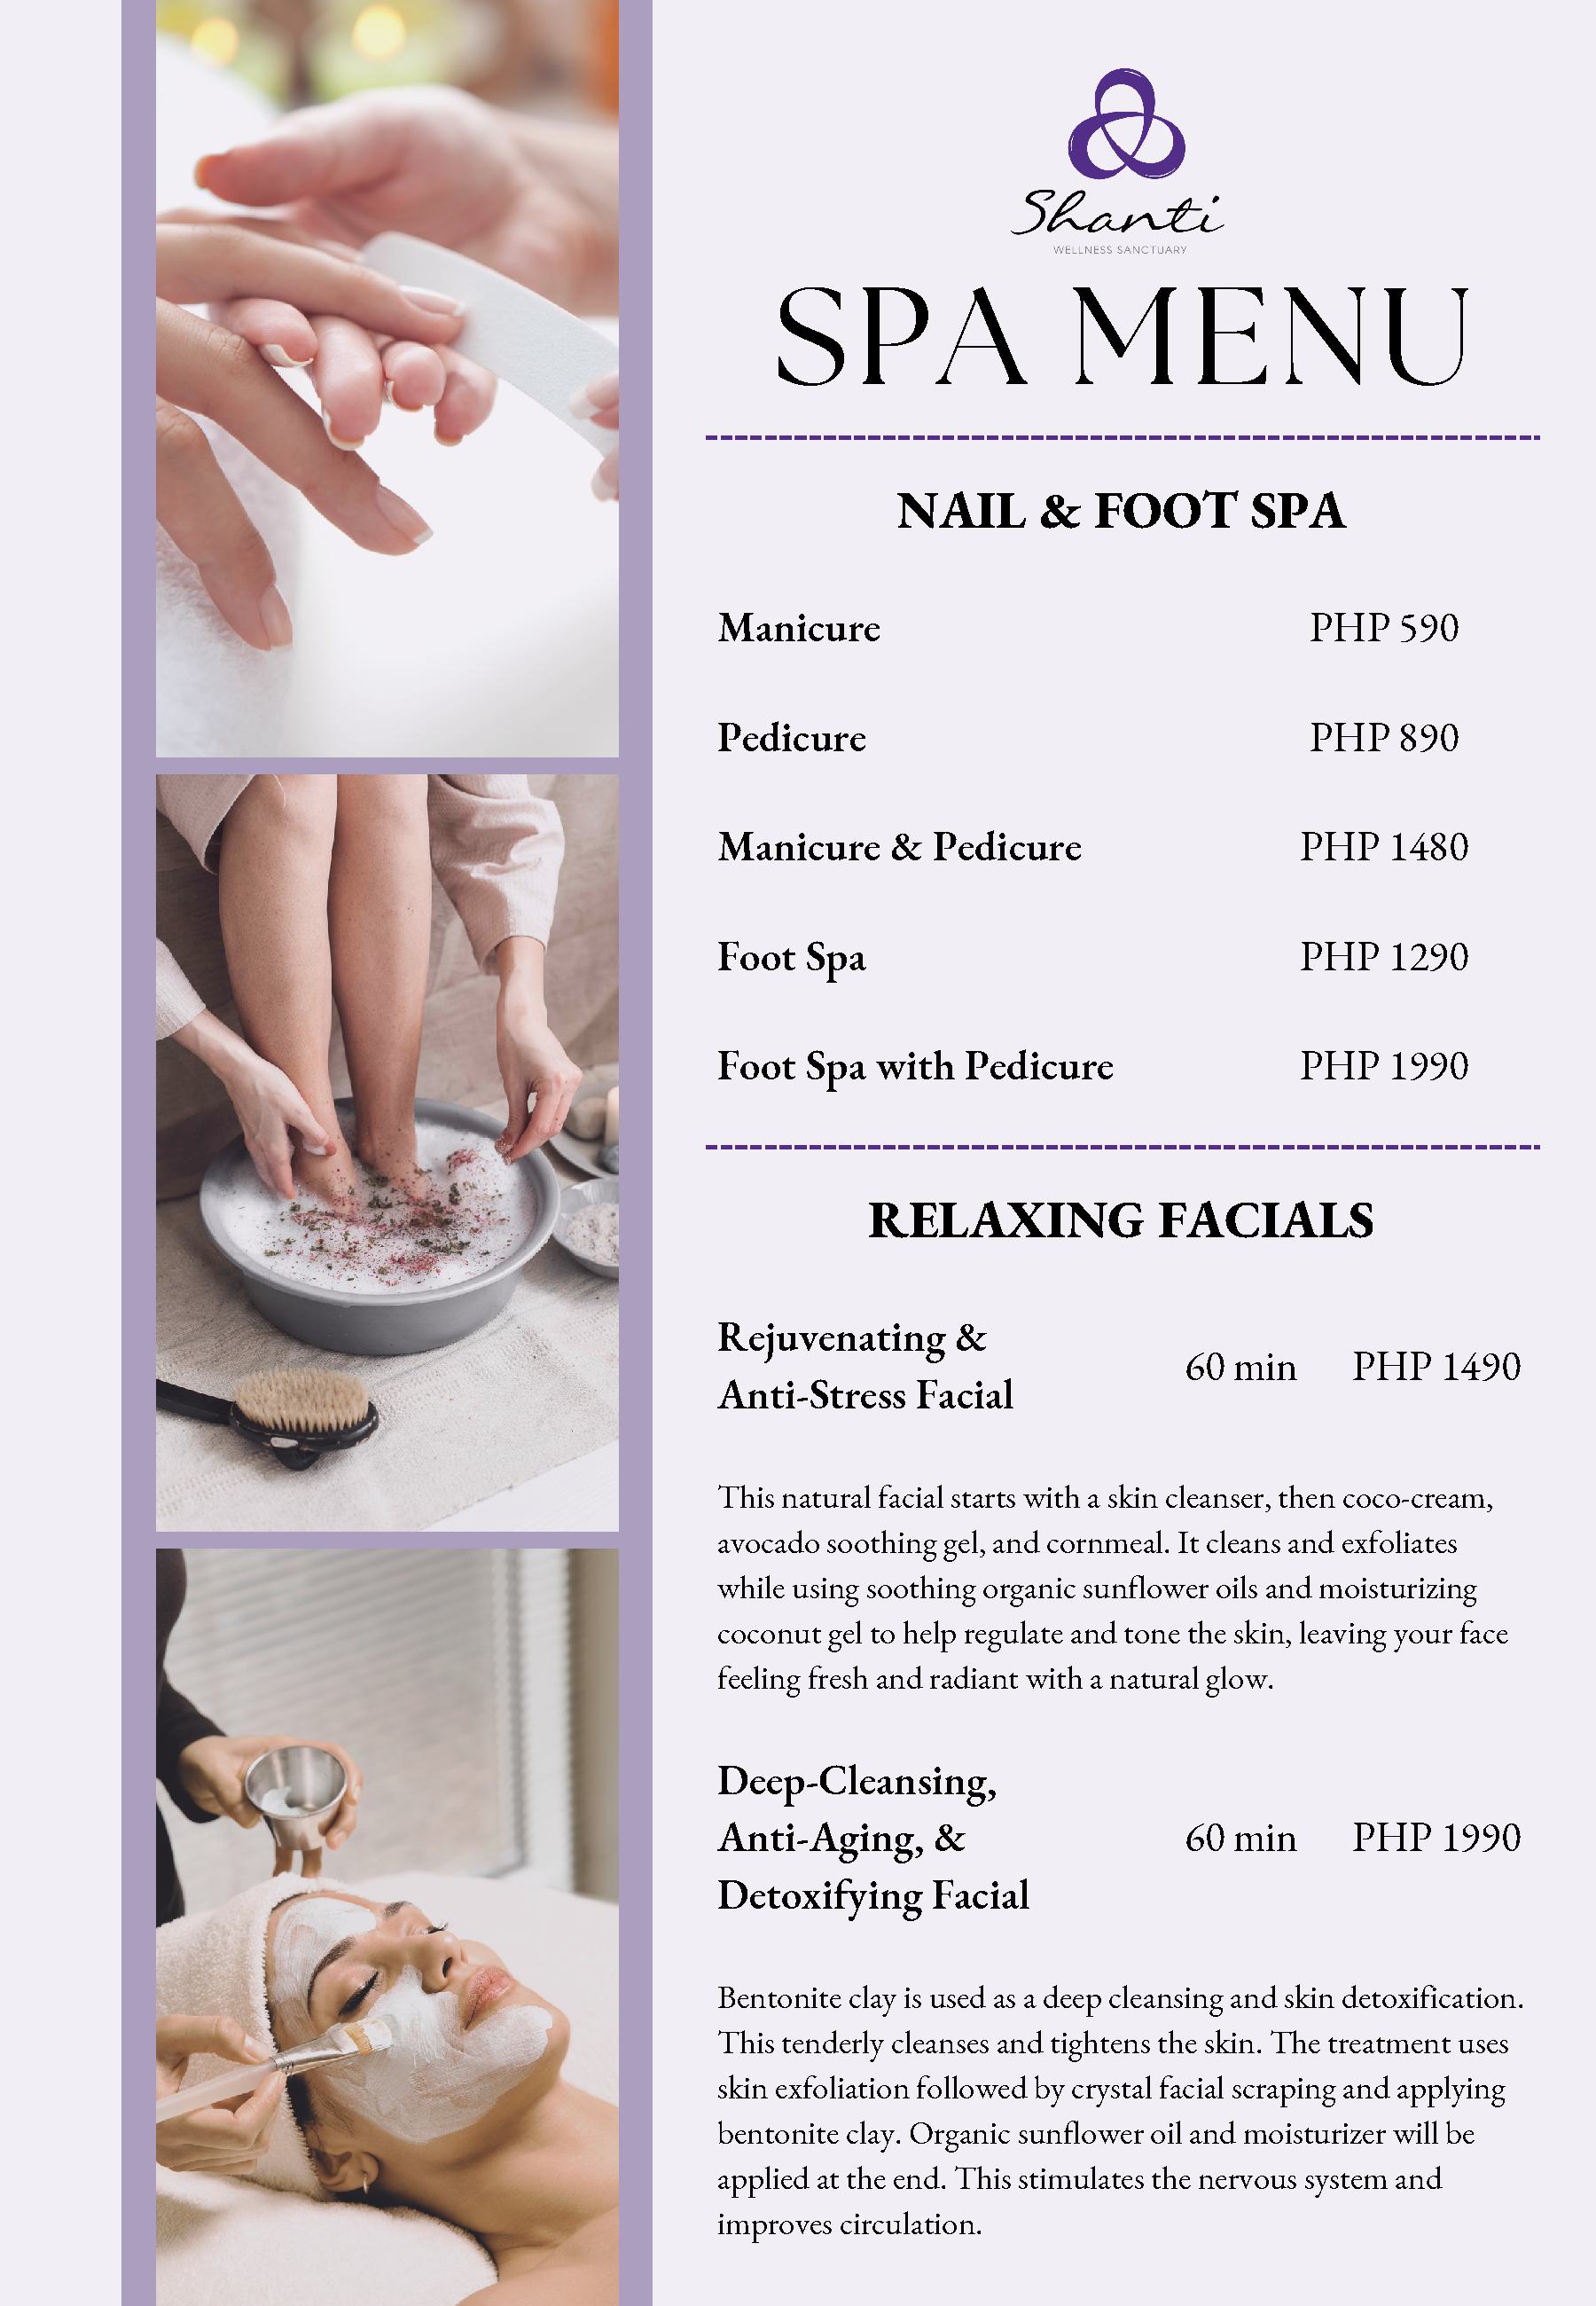 Shanti
WELLNESS SANCTUARY
SPA MENU
NAIL & FOOT SPA
Manicure PHP 590
Pedicure PHP 890
Manicure & Pedicure PHP 1480
Foot Spa PHP 1290
Foot Spa with Pedicure PHP 1990
RELAXING FACIALS
Rejuvenating &
Anti-Stress Facial
60 min PHP 1490
This natural facial starts with a skin cleanser, then coco-cream,
avocado soothing gel, and cornmeal. It cleans and exfoliates
while using soothing organic sunflower oils and moisturizing
coconut gel to help regulate and tone the skin, leaving your face
feeling fresh and radiant with a natural glow.
Deep-Cleansing,
Anti-Aging, &
Detoxifying Facial
60 min PHP 1990
Bentonite clay is used as a deep cleansing and skin detoxification.
This tenderly cleanses and tightens the skin. The treatment uses
skin exfoliation followed by crystal facial scraping and applying
bentonite clay. Organic sunflower oil and moisturizer will be
applied at the end. This stimulates the nervous system and
improves circulation.